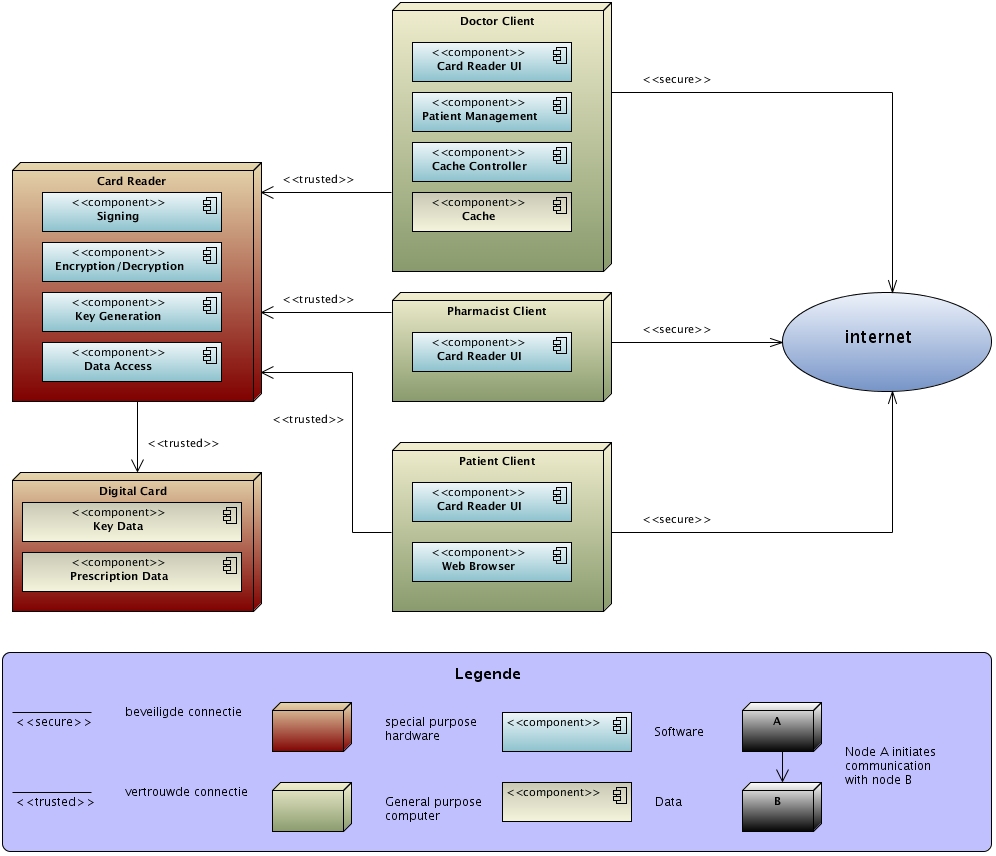 Doctor Client
<<component>>
Card Reader UI
<<component>>
Patient Management
<<component>>
Cache Controller
<<component>>
Cache
<<secure>>
Card Reader
<<component>>
Signing
<<component>>
Encryption/Decryption
<<component>>
Key Generation
<<component>>
Data Access
<<trusted>>
<<trusted>>
<<trusted>>
<<trusted>>
Pharmacist Client
<<component>>
Card Reader UI
<<secure>>
internet
Digital Card
<<component>>
Key Data
<<component>>
Prescription Data
Patient Client
<<component>>
Card Reader UI
<<component>>
Web Browser
<<secure>>
Legende
<<secure>>
beveiligde connectie
special purpose
hardware
<<component>>
Software
A
Node A initiates
communication
with node B
<<trusted>>
vertrouwde connectie
General purpose
computer
<<component>>
Data
B